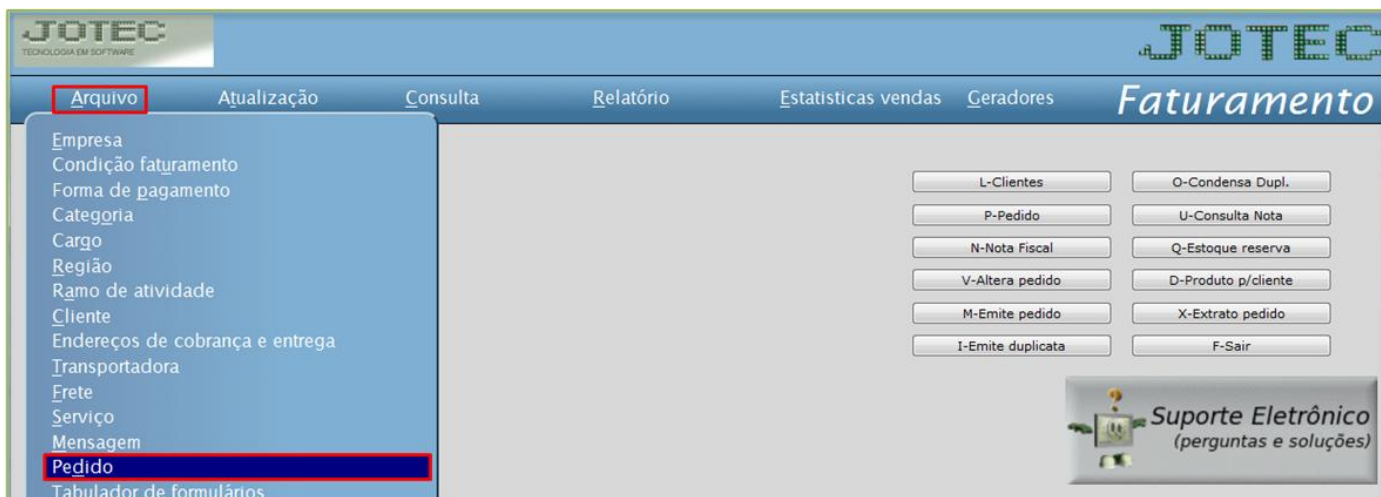 JOTEC
TECNOLOGIA EM SOFTWARE
JOTEC
Arquivo Atualização Consulta Relatório Estatisticas vendas Geradores Faturamento
Empresa
Condição faturamento
Forma de pagamento
Categoria
Cargo
Região
Ramo de atividade
Cliente
Endereços de cobrança e entrega
Transportadora
Frete
Serviço
Mensagem
Pedido
Tabulador de formulários
L-Clientes O-Condensa Dupl.
P-Pedido U-Consulta Nota
N-Nota Fiscal Q-Estoque reserva
V-Altera pedido D-Produto p/cliente
M-Emite pedido X-Extrato pedido
I-Emite duplicata F-Sair
Suporte Eletrônico
(perguntas e soluções)